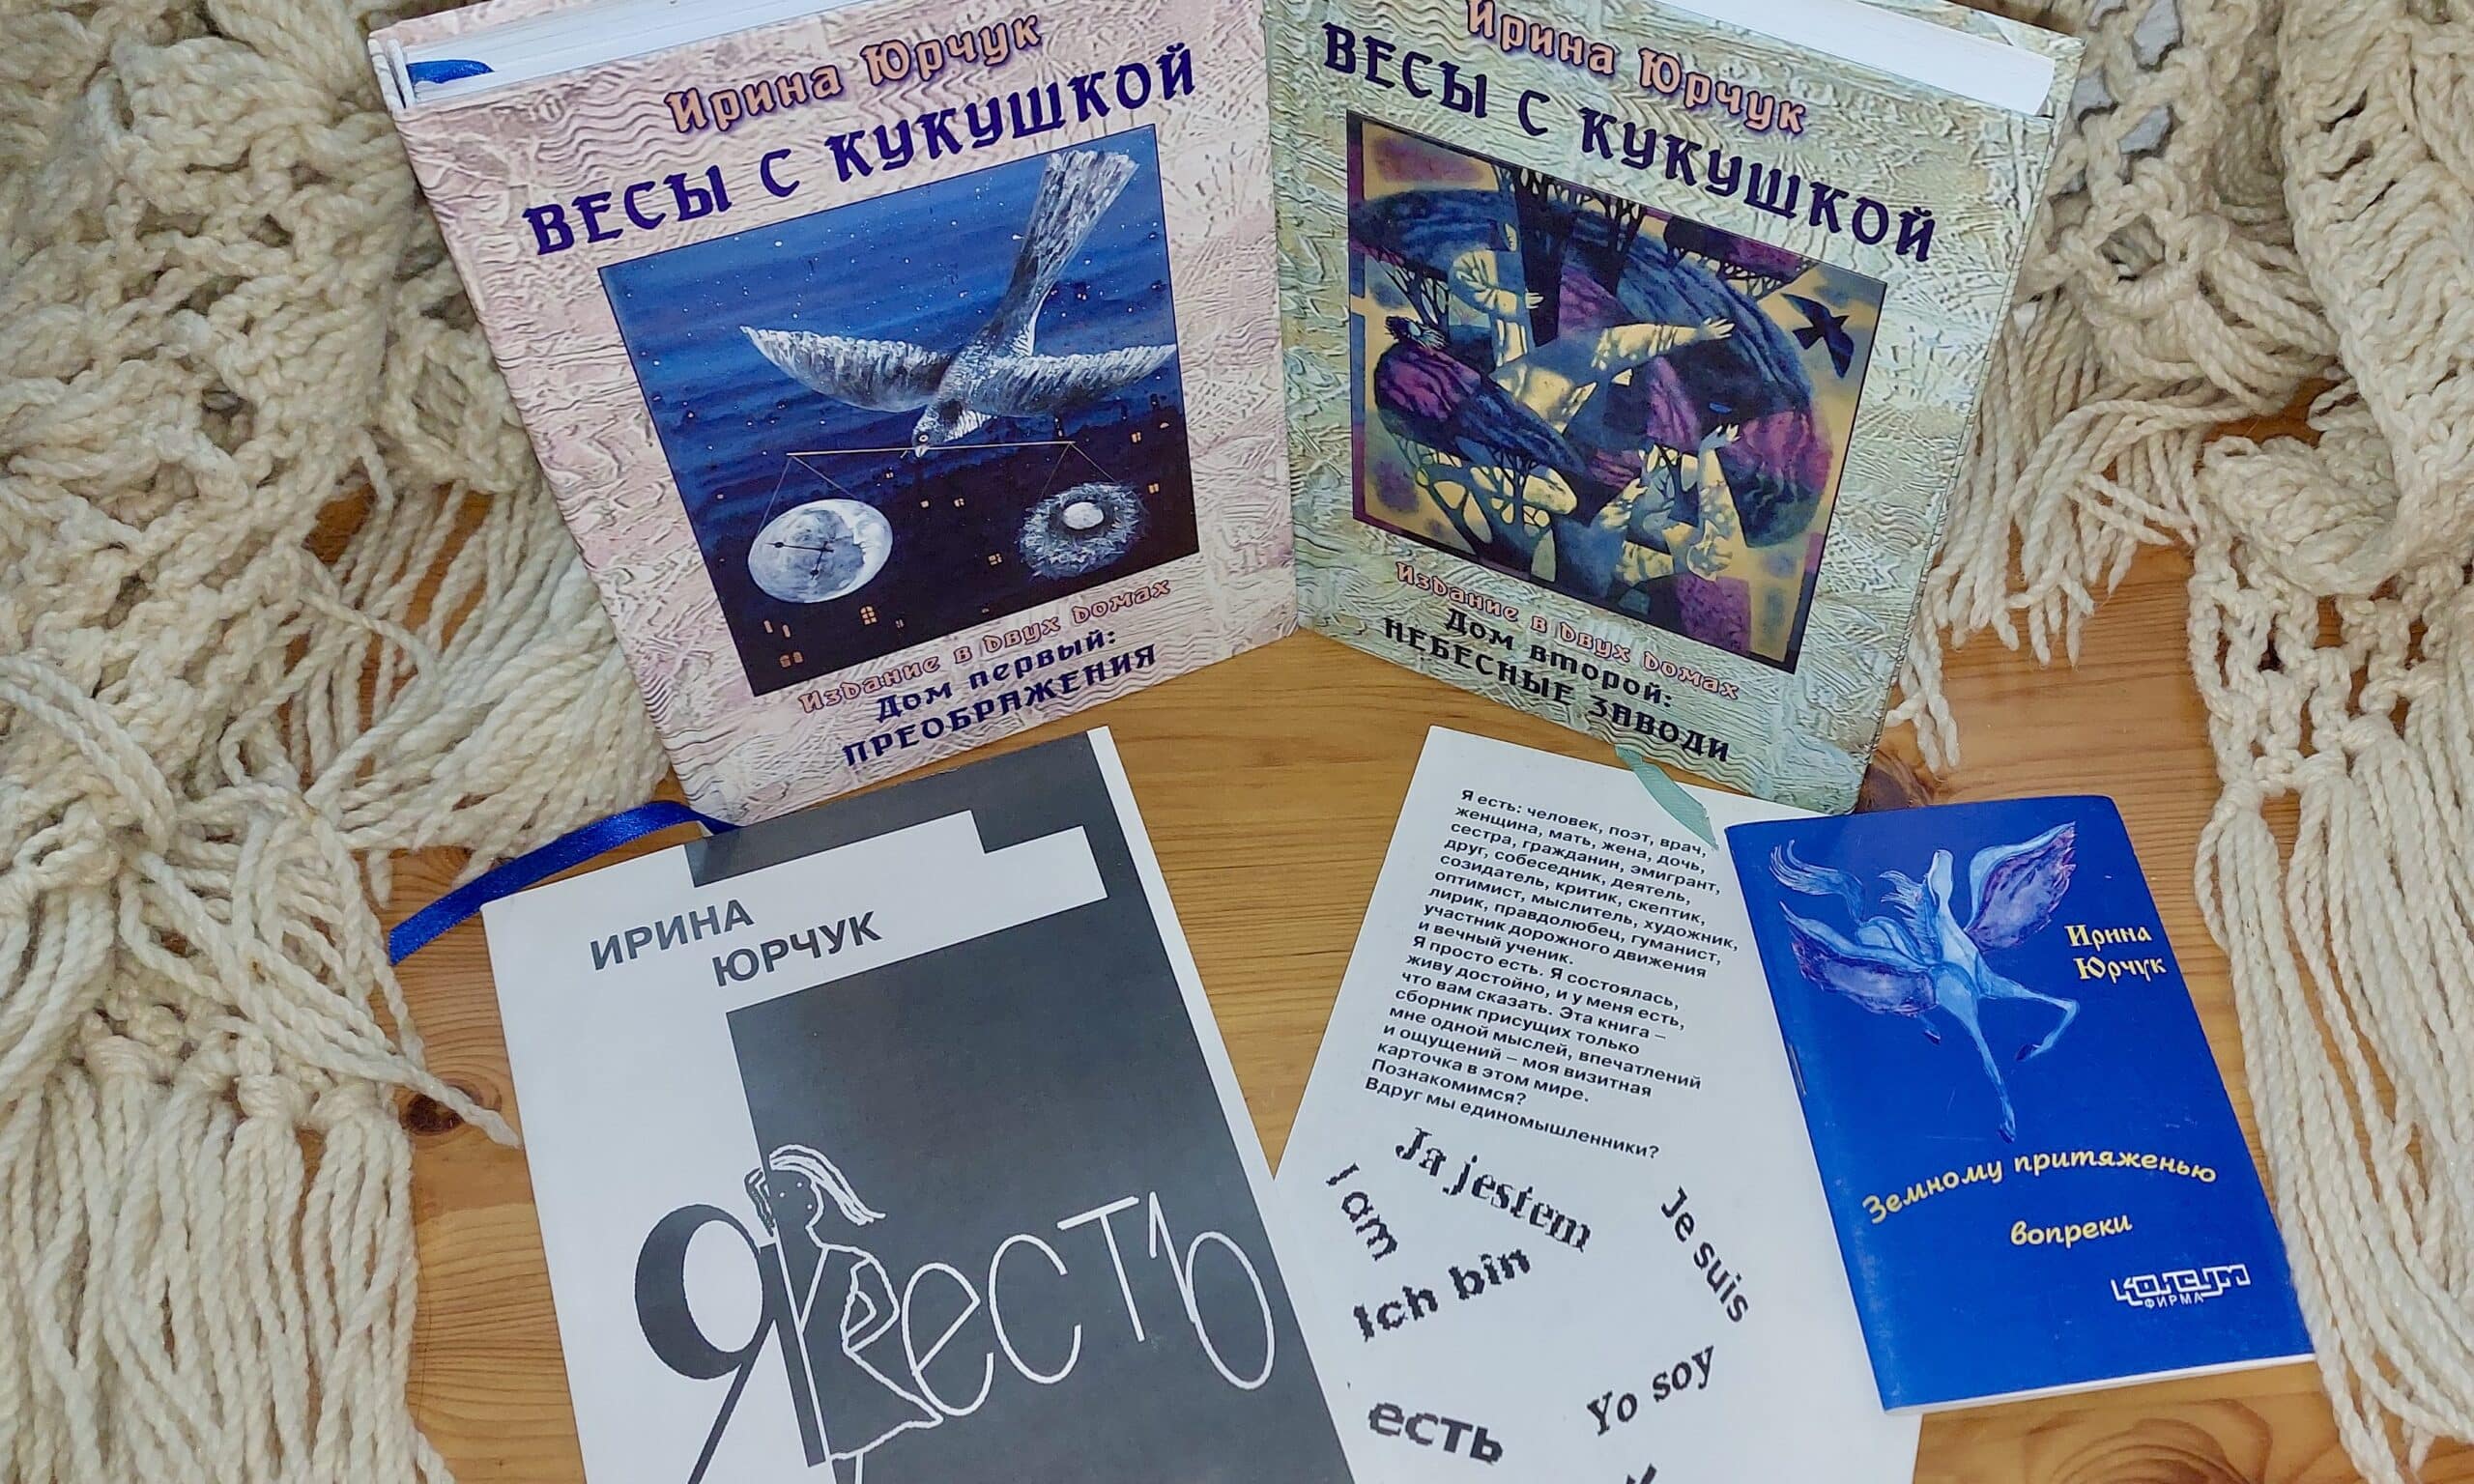 Ирина Юрчук
ВЕСЫ С КУКУШКОЙ
Издание в двух домах
Дом первый:
ПРЕОБРАЖЕНИЯ
Ирина Юрчук
ВЕСЫ С КУКУШКОЙ
Издание в двух домах
Дом второй:
НЕБЕСНЫЕ ЗАВОДИ
ИРИНА
ЮРЧУК
Я есть
Я есть: человек, поэт, врач,
женщина, мать, жена, дочь,
сестра, гражданин, эмигрант,
друг, собеседник, деятель,
созидатель, критик, скептик,
оптимист, мыслитель, художник,
лирик, правдолюбец, гуманист,
участник дорожного движения
и вечный ученик.
Я просто есть. Я состоялась,
живу достойно, и у меня есть,
что вам сказать. Эта книга –
сборник присущих только
мне одной мыслей, впечатлений
и ощущений – моя визитная
карточка в этом мире.
Познакомимся?
Вдруг мы единомышленники?
Ja jestem
I am
Je suis
Ich bin
Yo soy
есть
Ирина
Юрчук
Земному притяженью
вопреки
Колсум
ФИРМА